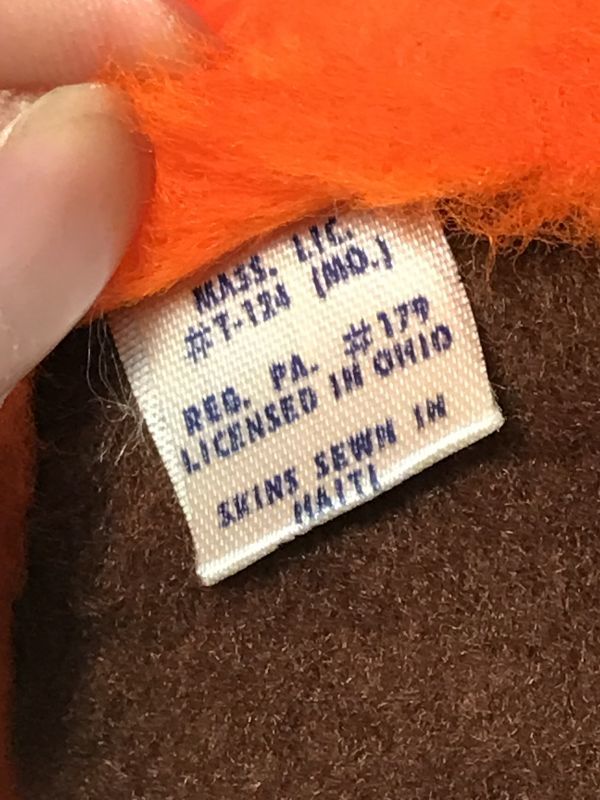 MASS. LIC.
#T-124 (MO.)
REG. PA. #179
LICENSED IN OHIO
SKINS SEWN IN
HAITI